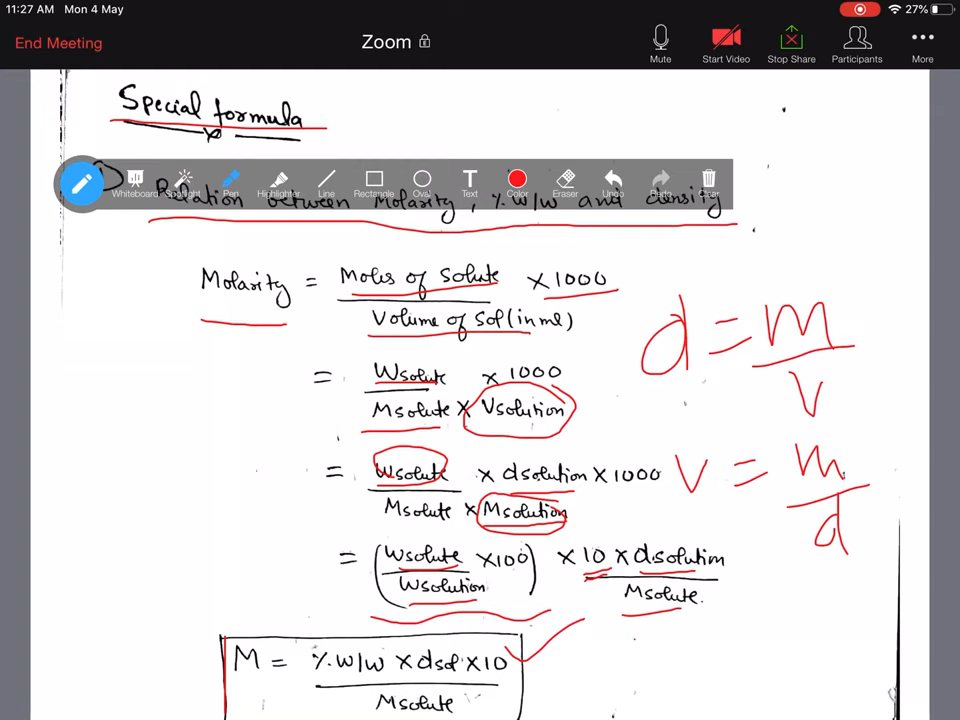 11:27 AM Mon 4 May
27%
End Meeting
Zoom
Mute
Start Video
Stop Share
Participants
More
Special formula
Whiteboard Spotlight Pen Highlighter Line Rectangle Oval Text Color Eraser Undo Redo Clear
Relation between Molarity, %.w/w and density
Molarity = Moles of Solute × 1000
Volume of Sol(in ml)
d = m
v
= Wsolute × 1000
Msolute × Vsolution
= Wsolute × dsolution × 1000
Msolute × Msolution
v = m
d
= (Wsolute × 100) × 10 × dsolution
Wsolution Msolute.
M = %.w/w × dsol × 10
Msolute